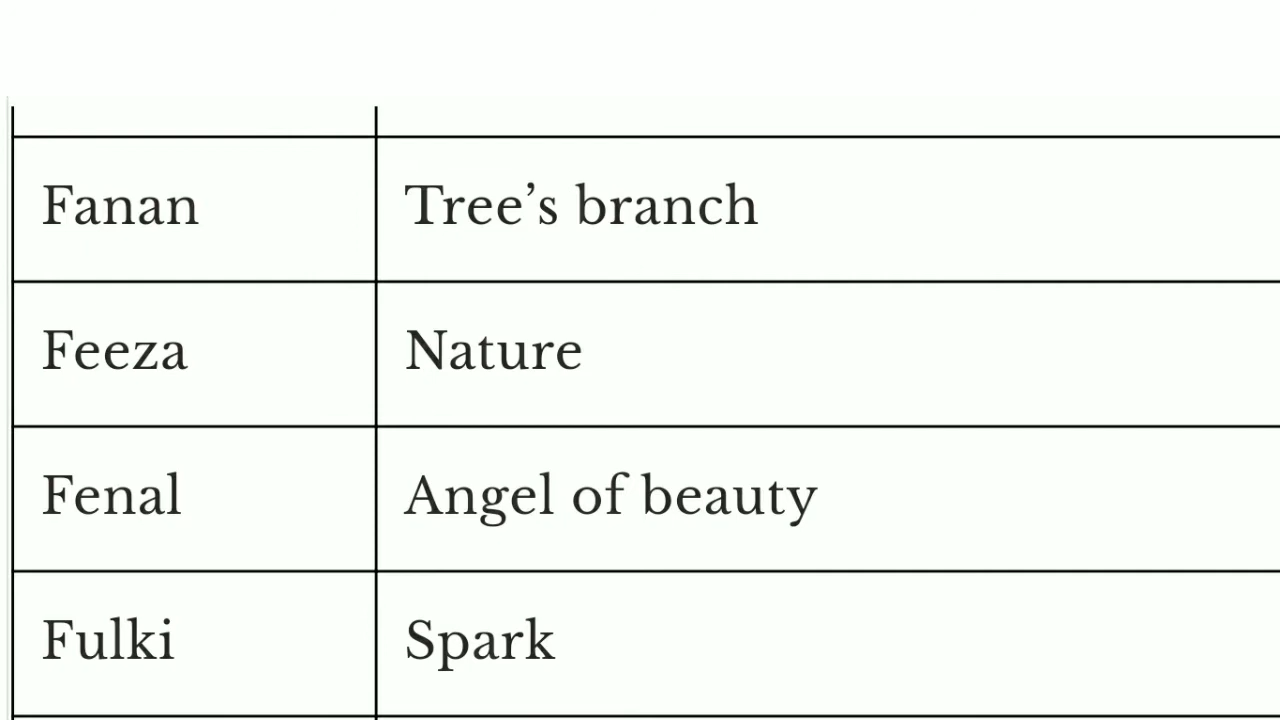 Fanan Tree’s branch
Feeza Nature
Fenal Angel of beauty
Fulki Spark